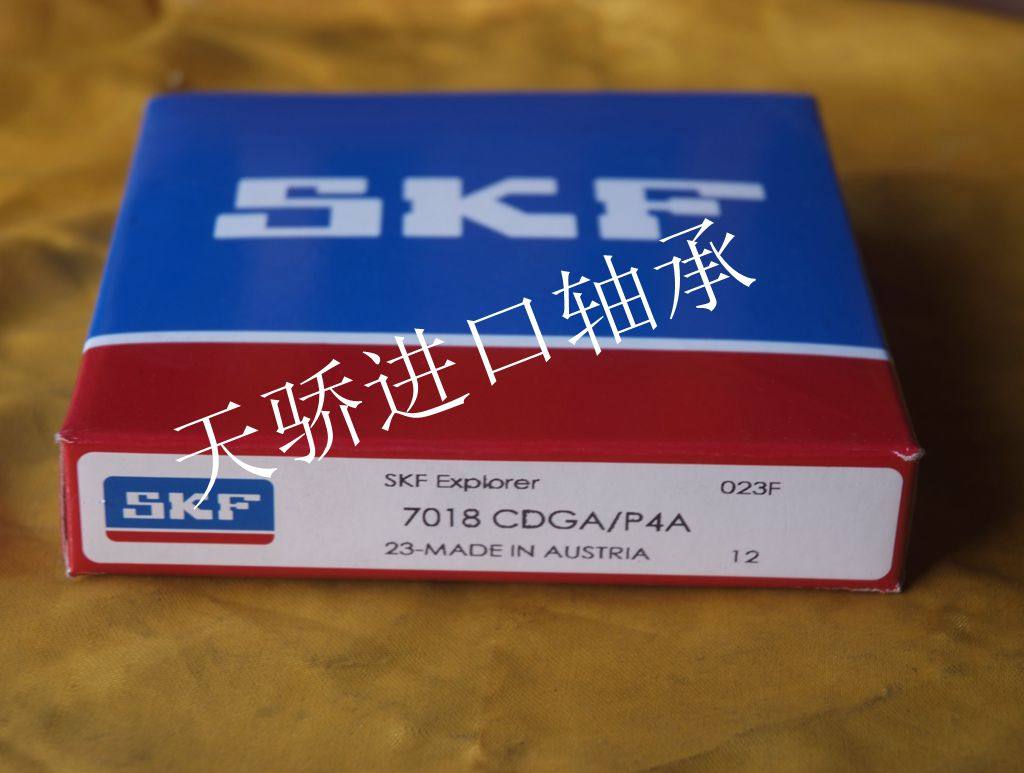 SKF
天骄进口轴承
SKF
SKF Explorer
023F
7018 CDGA/P4A
23-MADE IN AUSTRIA
12